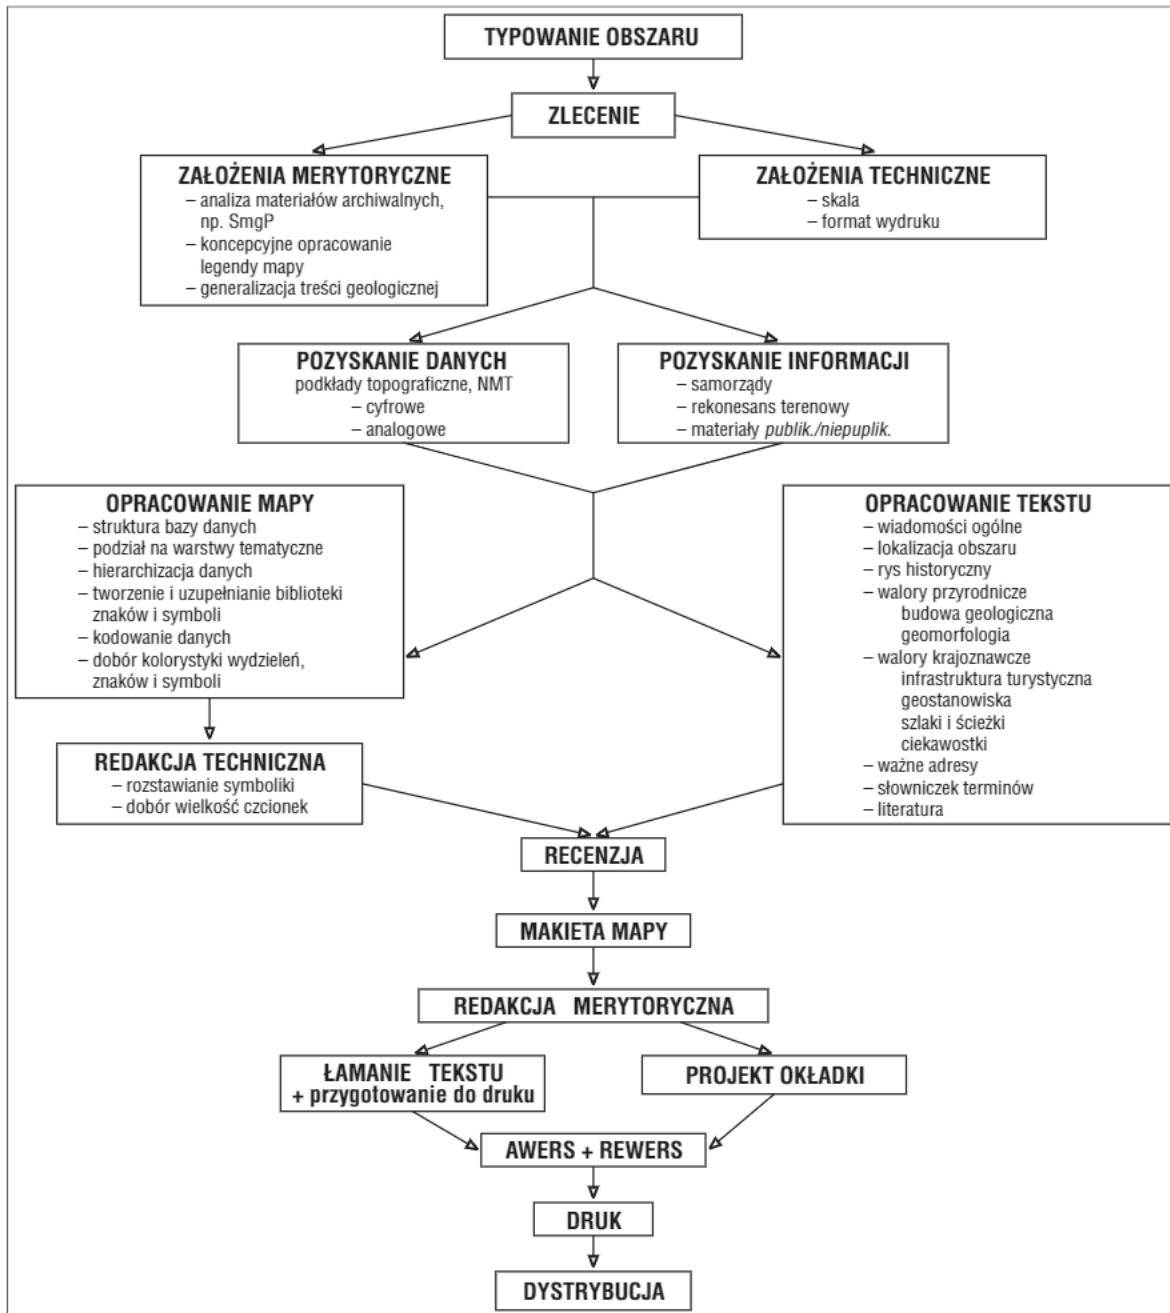 TYPOWANIE OBSZARU
ZLECENIE
ZAŁOŻENIA MERYTORYCZNE
– analiza materiałów archiwalnych,
np. SmgP
– koncepcyjne opracowanie
legendy mapy
– generalizacja treści geologicznej
ZAŁOŻENIA TECHNICZNE
– skala
– format wydruku
POZYSKANIE DANYCH
podkłady topograficzne, NMT
– cyfrowe
– analogowe
POZYSKANIE INFORMACJI
– samorządy
– rekonesans terenowy
– materiały publik./niepuplik.
OPRACOWANIE MAPY
– struktura bazy danych
– podział na warstwy tematyczne
– hierarchizacja danych
– tworzenie i uzupełnianie biblioteki
znaków i symboli
– kodowanie danych
– dobór kolorystyki wydzieleń,
znaków i symboli
OPRACOWANIE TEKSTU
– wiadomości ogólne
– lokalizacja obszaru
– rys historyczny
– walory przyrodnicze
budowa geologiczna
geomorfologia
– walory krajoznawcze
infrastruktura turystyczna
geostanowiska
szlaki i ścieżki
ciekawostki
– ważne adresy
– słowniczek terminów
– literatura
REDAKCJA TECHNICZNA
– rozstawianie symboliki
– dobór wielkość czcionek
RECENZJA
MAKIETA MAPY
REDAKCJA MERYTORYCZNA
ŁAMANIE TEKSTU
+ przygotowanie do druku
PROJEKT OKŁADKI
AWERS + REWERS
DRUK
DYSTRYBUCJA